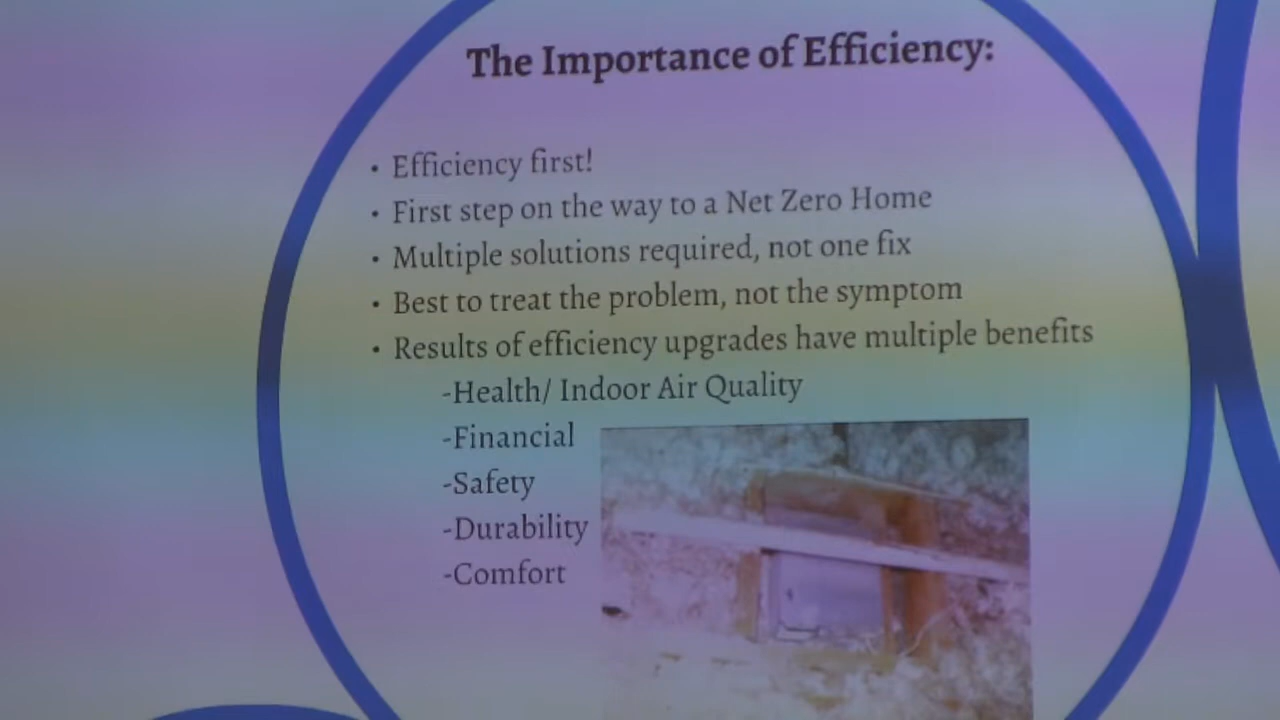 The Importance of Efficiency:
• Efficiency first!
• First step on the way to a Net Zero Home
• Multiple solutions required, not one fix
• Best to treat the problem, not the symptom
• Results of efficiency upgrades have multiple benefits
-Health/ Indoor Air Quality
-Financial
-Safety
-Durability
-Comfort